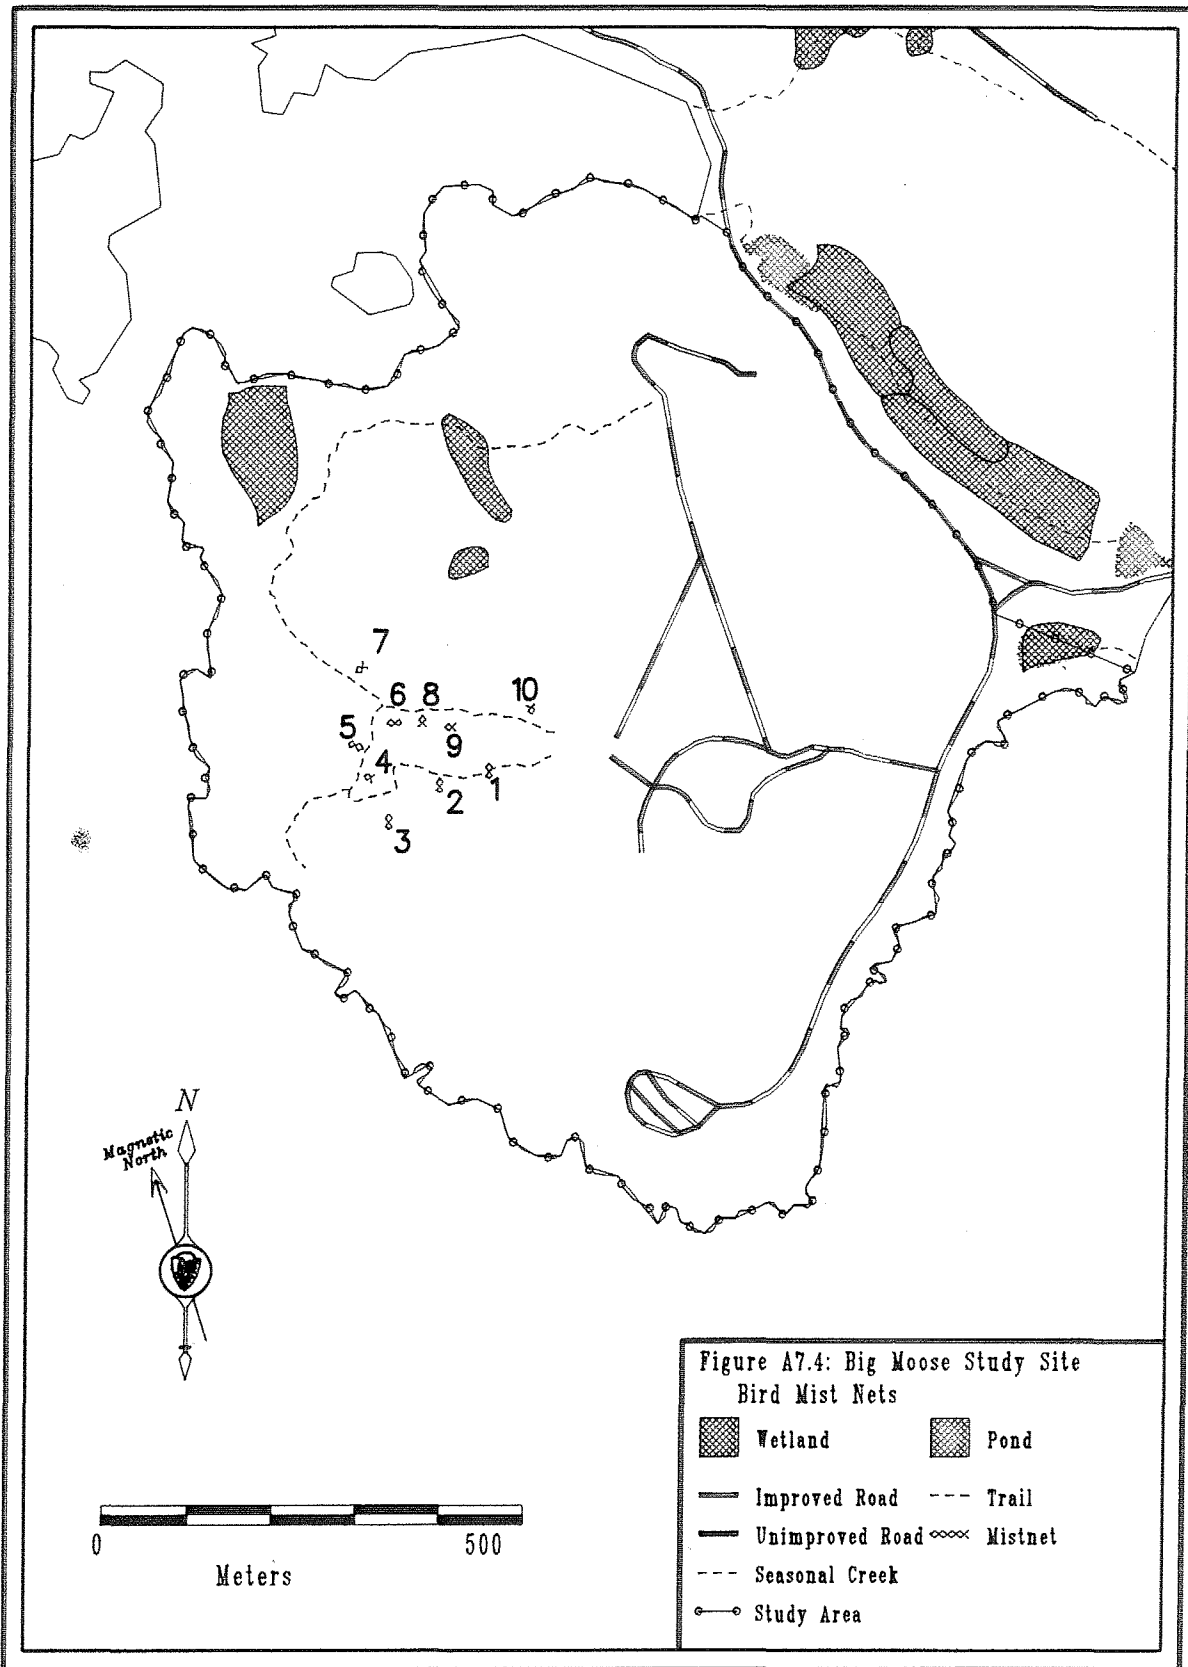 7
6 8 10
5 9
4
1
2
3
N
Magnetic
North
0 500
Meters
Figure A7.4: Big Moose Study Site
Bird Mist Nets
Wetland Pond
Improved Road Trail
Unimproved Road Mistnet
Seasonal Creek
Study Area